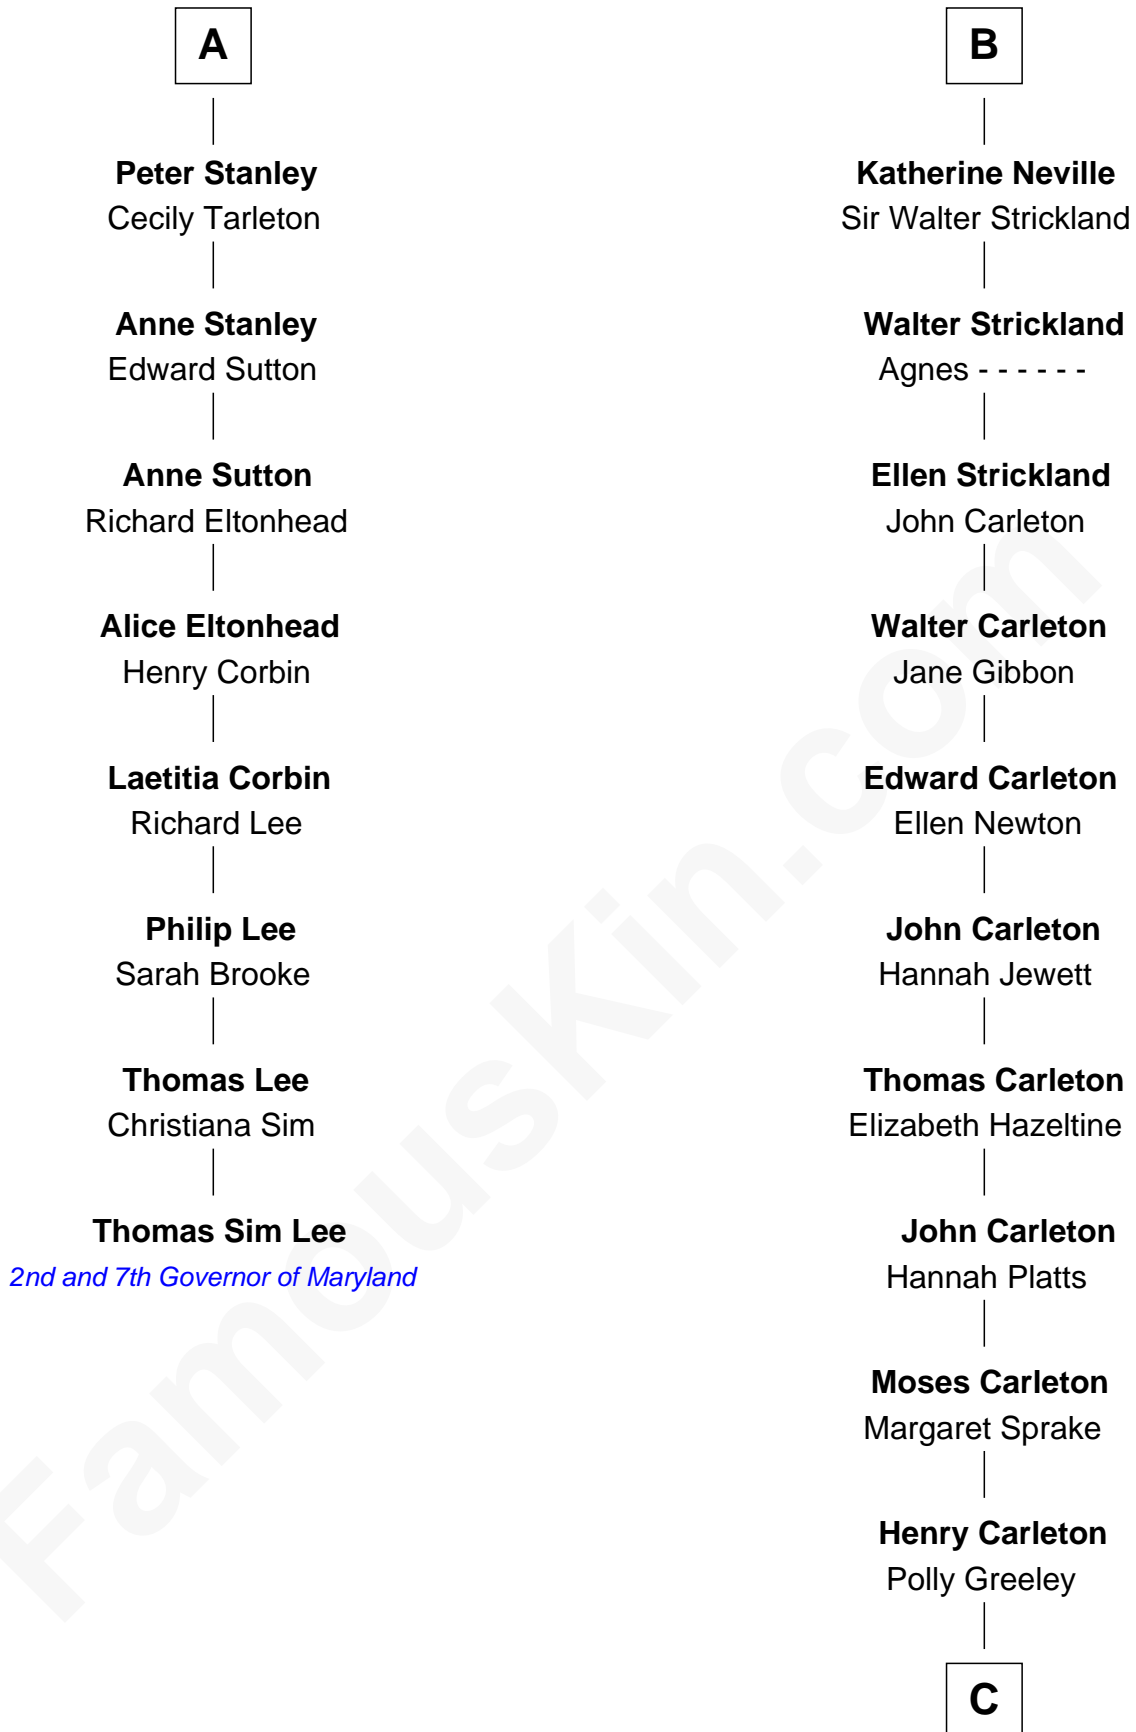 A
Peter Stanley
Cecily Tarleton
Anne Stanley
Edward Sutton
Anne Sutton
Richard Eltonhead
Alice Eltonhead
Henry Corbin
Laetitia Corbin
Richard Lee
Philip Lee
Sarah Brooke
Thomas Lee
Christiana Sim
Thomas Sim Lee
2nd and 7th Governor of Maryland
B
Katherine Neville
Sir Walter Strickland
Walter Strickland
Agnes - - - - - -
Ellen Strickland
John Carleton
Walter Carleton
Jane Gibbon
Edward Carleton
Ellen Newton
John Carleton
Hannah Jewett
Thomas Carleton
Elizabeth Hazeltine
John Carleton
Hannah Platts
Moses Carleton
Margaret Sprake
Henry Carleton
Polly Greeley
C
FamousKin.com